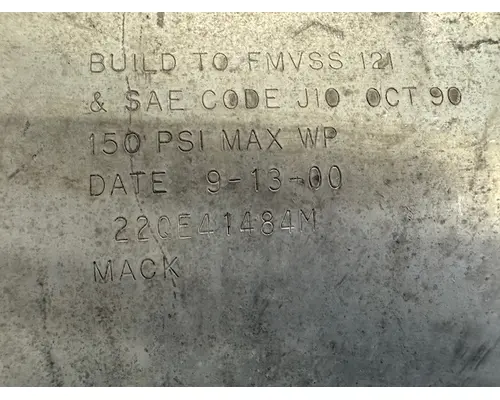 BUILD TO FMVSS 121
& SAE CODE J10 OCT 90
150 PSI MAX WP
DATE 9-13-00
22QE41484M
MACK